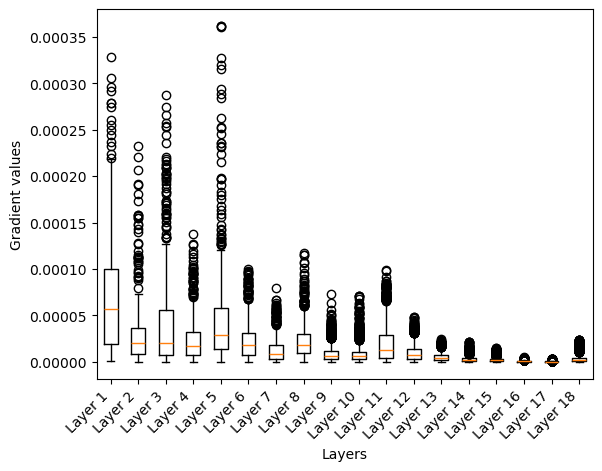 0.00035
0.00030
0.00025
0.00020
0.00015
0.00010
0.00005
0.00000
Gradient values
Layer 1
Layer 2
Layer 3
Layer 4
Layer 5
Layer 6
Layer 7
Layer 8
Layer 9
Layer 10
Layer 11
Layer 12
Layer 13
Layer 14
Layer 15
Layer 16
Layer 17
Layer 18
Layers